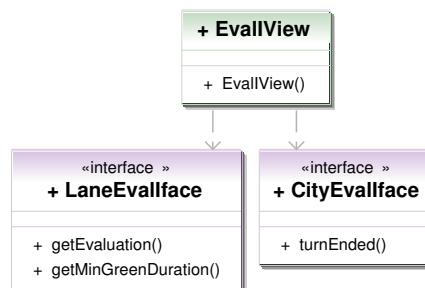 + EvalIView
+ EvalIView()
«interface »
+ LaneEvalIface
+ getEvaluation()
+ getMinGreenDuration()
«interface »
+ CityEvalIface
+ turnEnded()